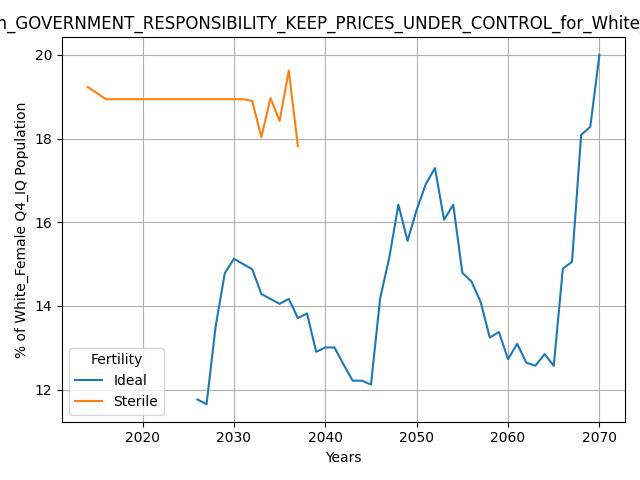 n_GOVERNMENT_RESPONSIBILITY_KEEP_PRICES_UNDER_CONTROL_for_White
% of White_Female Q4_IQ Population
20
18
16
14
12
Fertility
Ideal
Sterile
2020
2030
2040
2050
2060
2070
Years